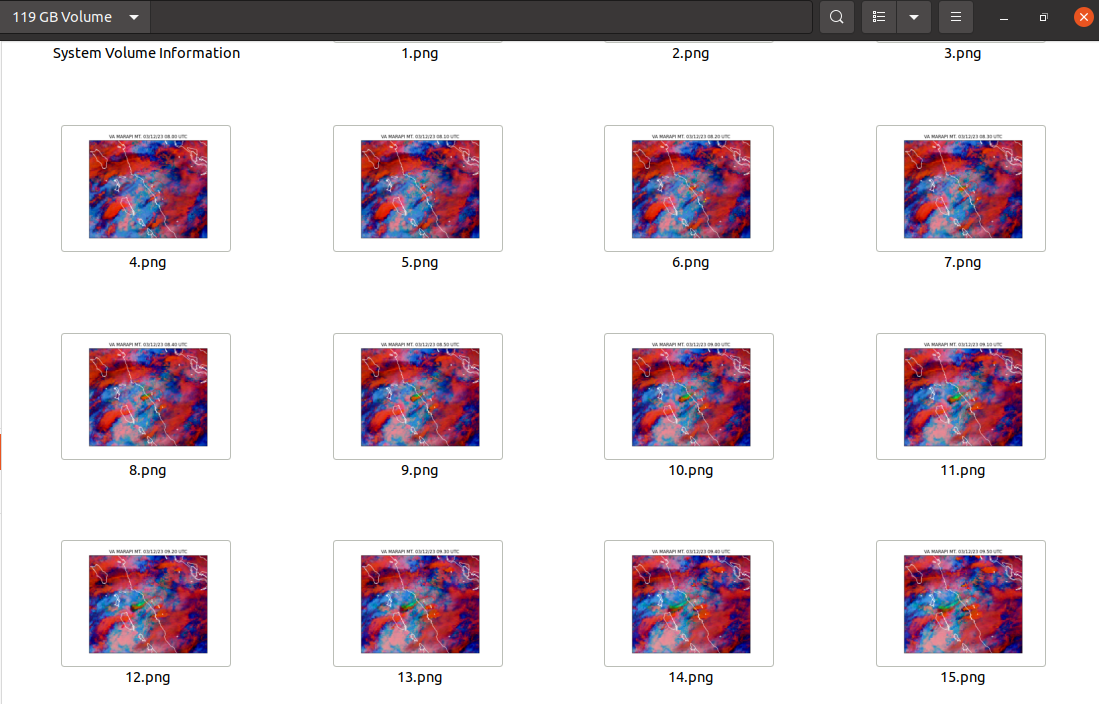 119 GB Volume
System Volume Information
1.png
2.png
3.png
VA MARAPI MT. 03/12/23 08.00 UTC
VA MARAPI MT. 03/12/23 08.10 UTC
VA MARAPI MT. 03/12/23 08.20 UTC
VA MARAPI MT. 03/12/23 08.30 UTC
4.png
5.png
6.png
7.png
VA MARAPI MT. 03/12/23 08.40 UTC
VA MARAPI MT. 03/12/23 08.50 UTC
VA MARAPI MT. 03/12/23 09.00 UTC
VA MARAPI MT. 03/12/23 09.10 UTC
8.png
9.png
10.png
11.png
VA MARAPI MT. 03/12/23 09.20 UTC
VA MARAPI MT. 03/12/23 09.30 UTC
VA MARAPI MT. 03/12/23 09.40 UTC
VA MARAPI MT. 03/12/23 09.50 UTC
12.png
13.png
14.png
15.png